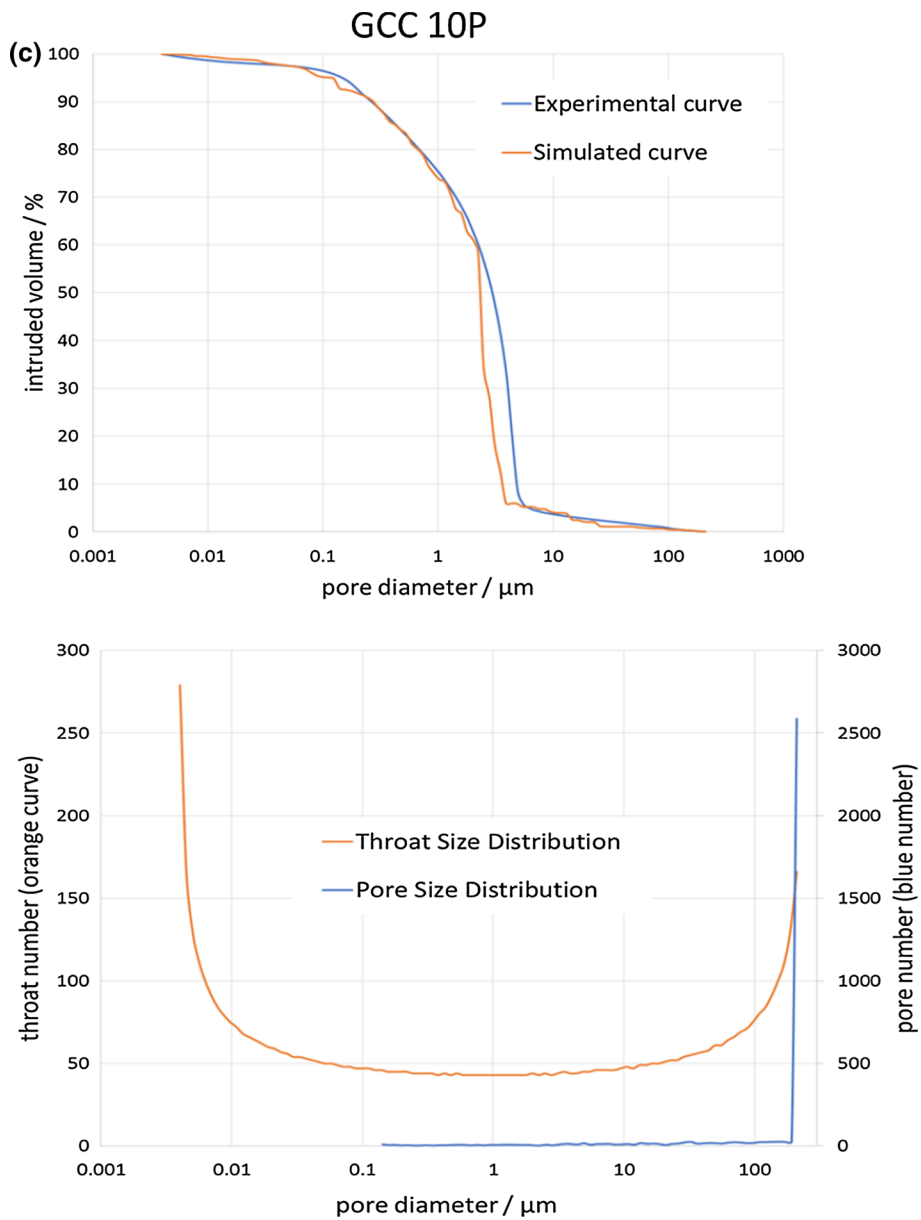 GCC 10P
(c)
100
90
80
70
60
50
40
30
20
10
0
intruded volume / %
Experimental curve
Simulated curve
0.001 0.01 0.1 1 10 100 1000
pore diameter / µm
300
250
200
150
100
50
0
throat number (orange curve)
Throat Size Distribution
Pore Size Distribution
3000
2500
2000
1500
1000
500
0
pore number (blue number)
0.001 0.01 0.1 1 10 100
pore diameter / µm